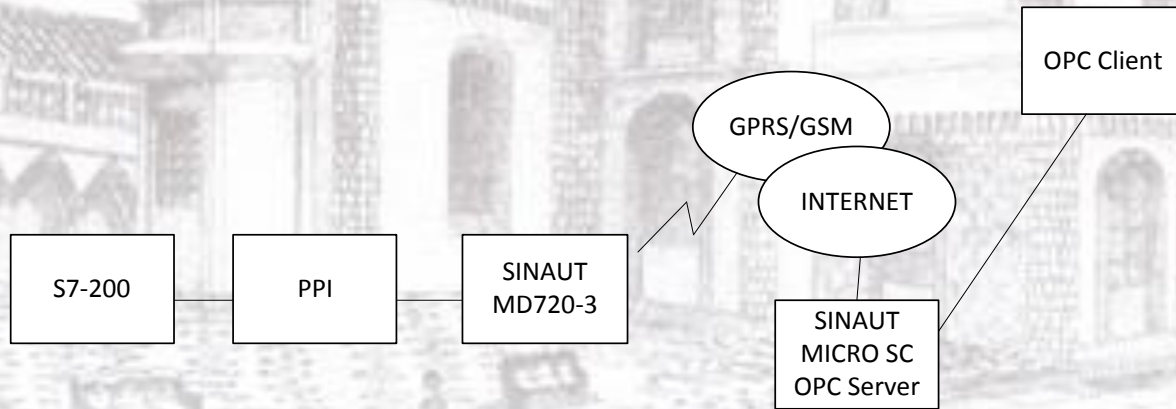 OPC Client
GPRS/GSM
INTERNET
S7-200
PPI
SINAUT
MD720-3
SINAUT
MICRO SC
OPC Server